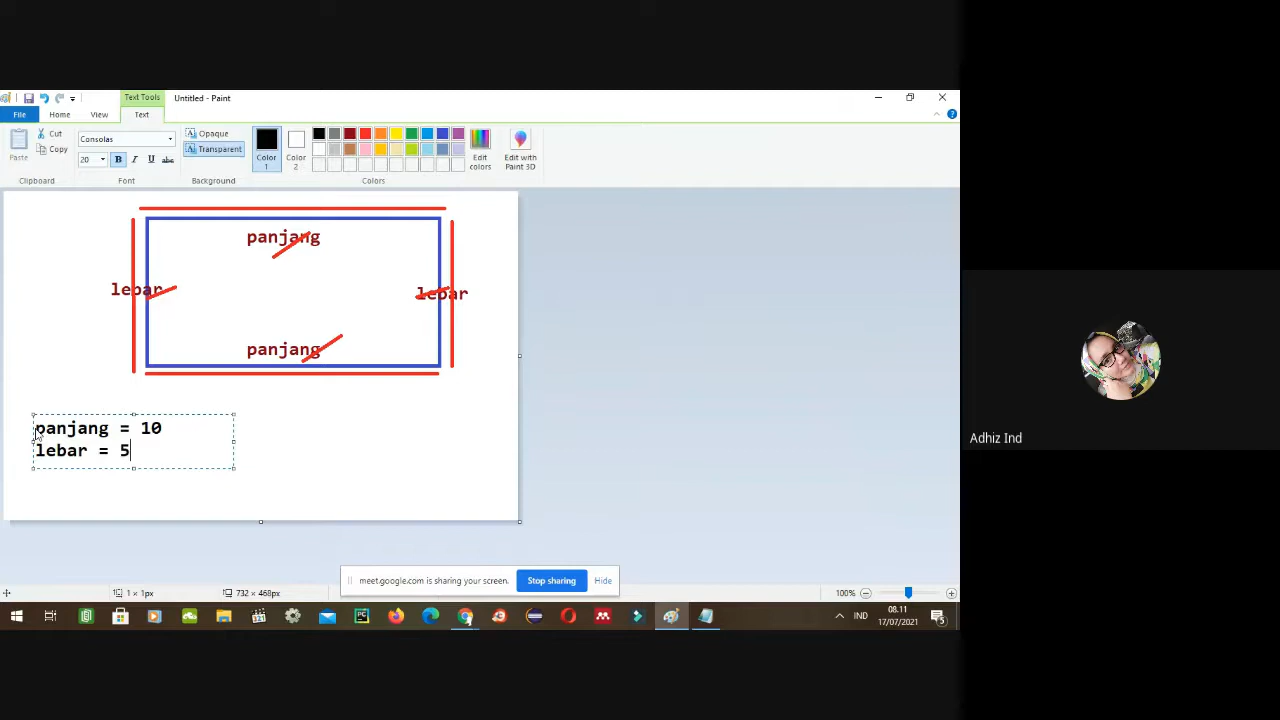 Text Tools
Untitled - Paint
File
Home
View
Text
Paste
Cut
Copy
Clipboard
Consolas
20
B I U abc
Font
Opaque
Transparent
Background
Color 1
Color 2
Edit colors
Edit with Paint 3D
Colors
panjang
lebar
lebar
panjang
panjang = 10
lebar = 5
Adhiz Ind
meet.google.com is sharing your screen.
Stop sharing
Hide
1 × 1px
732 × 468px
100%
IND
08.11
17/07/2021
5